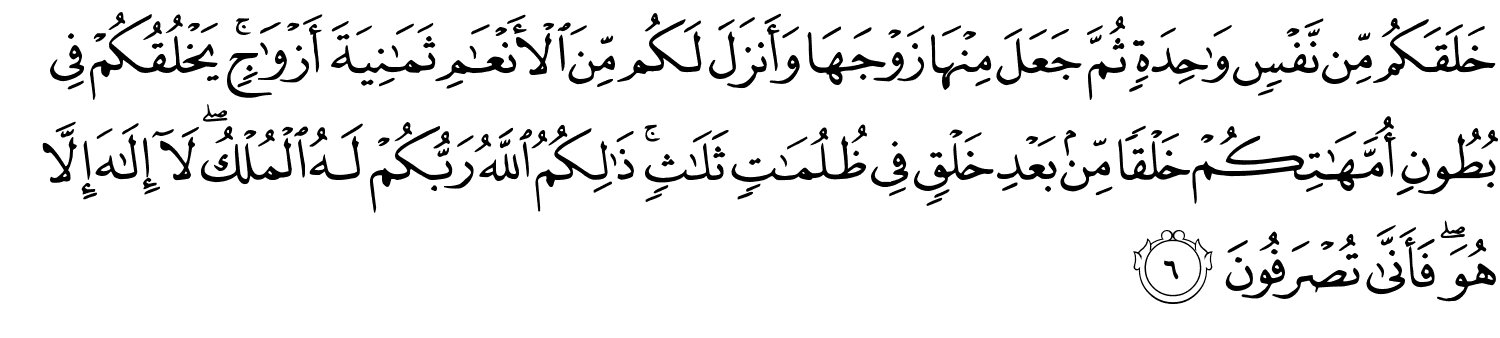 خَلَقَكُم مِّن نَّفۡسٖ وَٰحِدَةٖ ثُمَّ جَعَلَ مِنۡهَا زَوۡجَهَا وَأَنزَلَ لَكُم مِّنَ ٱلۡأَنۡعَٰمِ ثَمَٰنِيَةَ أَزۡوَٰجٖۚ يَخۡلُقُكُمۡ فِي
بُطُونِ أُمَّهَٰتِكُمۡ خَلۡقٗا مِّنۢ بَعۡدِ خَلۡقٖ فِي ظُلُمَٰتٖ ثَلَٰثٖۚ ذَٰلِكُمُ ٱللَّهُ رَبُّكُمۡ لَهُ ٱلۡمُلۡكُۖ لَآ إِلَٰهَ إِلَّا
هُوَۖ فَأَنَّىٰ تُصۡرَفُونَ ٦